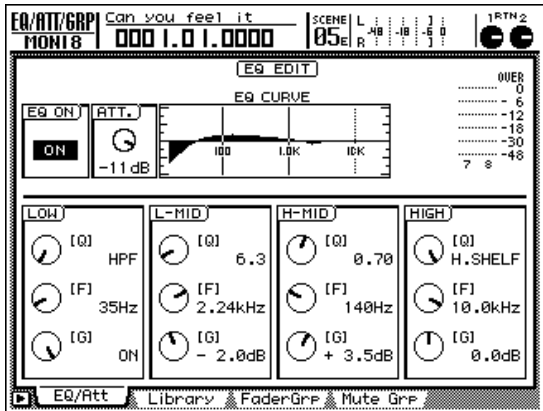 EQ/ATT/GRP Can you feel it SCENE L
MONI8 000 1.01.0000 05E R -48 -18 -6 0 1RTN2
EQ EDIT
EQ ON ATT. EQ CURVE OVER
0
- 6
-12
-18
-30
-48
ON
-11dB
100 1.0K 10K
7 8
LOW L-MID H-MID HIGH
[Q] HPF [Q] 6.3 [Q] 0.70 [Q] H.SHELF
[F] 35Hz [F] 2.24kHz [F] 140Hz [F] 10.0kHz
[G] ON [G] - 2.0dB [G] + 3.5dB [G] 0.0dB
EQ/Att Library FaderGrp Mute Grp